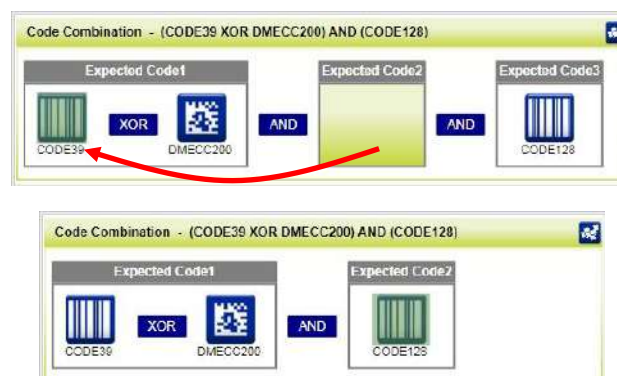 Code Combination - (CODE39 XOR DMECC200) AND (CODE128)
Expected Code1 Expected Code2 Expected Code3
XOR AND AND
CODE39 DMECC200 CODE128
Code Combination - (CODE39 XOR DMECC200) AND (CODE128)
Expected Code1 Expected Code2
XOR AND
CODE39 DMECC200 CODE128